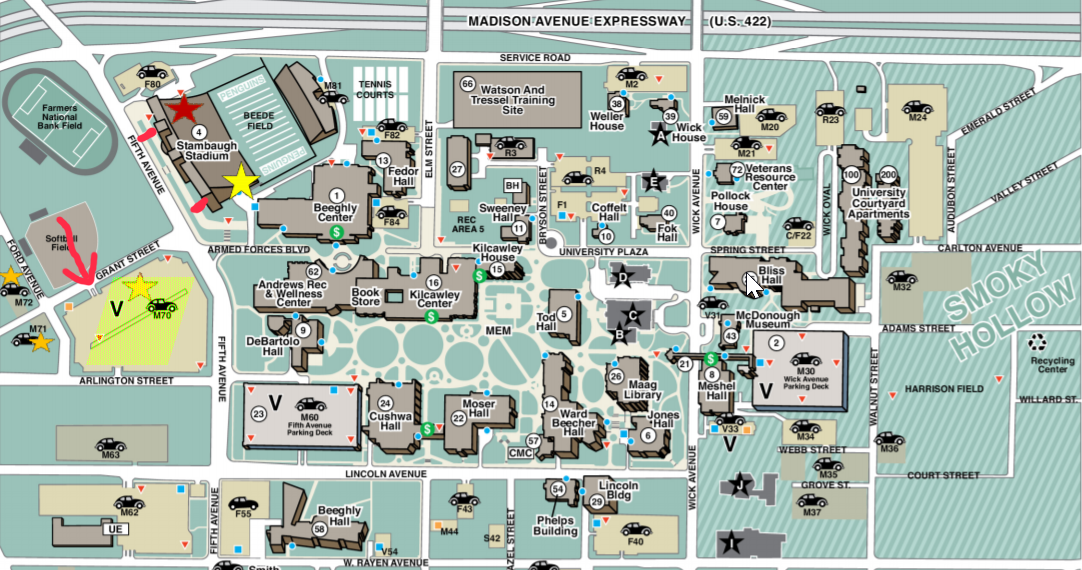 MADISON AVENUE EXPRESSWAY (U.S. 422)
SERVICE ROAD
F80
M81
TENNIS
COURTS
66
Watson And
Tressel Training
Site
M2
38
Weller
House
39
Wick
House
A
Melnick
Hall
59
M20
R23
M24
EMERALD STREET
Farmers
National
Bank Field
PENGUINS
BEEDE
FIELD
PENGUINS
4
Stambaugh
Stadium
FIFTH AVENUE
F82
13
Fedor
Hall
ELM STREET
27
R3
R4
BRYSON STREET
M21
72
Veterans
Resource
Center
100
200
University
Courtyard
Apartments
AUDUBON STREET
VALLEY STREET
1
Beeghly
Center
$
F84
REC
AREA 5
BH
Sweeney
Hall
11
F1
Coffelt
Hall
10
E
40
Fok
Hall
WICK AVENUE
Pollock
House
7
C/F22
WICK OVAL
Softball
Field
FORD AVENUE
GRANT STREET
ARMED FORCES BLVD
Kilcawley
House
15
$
UNIVERSITY PLAZA
SPRING STREET
CARLTON AVENUE
M72
M71
V
M70
62
Andrews Rec
& Wellness
Center
Book
Store
16
Kilcawley
Center
$
D
C
B
Bliss
Hall
V31
M32
SMOKY
HOLLOW
9
DeBartolo
Hall
MEM
5
Tod
Hall
McDonough
Museum
43
2
M30
Wick Avenue
Parking Deck
V
ADAMS STREET
Recycling
Center
ARLINGTON STREET
FIFTH AVENUE
21
$
8
Meshel
Hall
WALNUT STREET
HARRISON FIELD
WILLARD ST.
V
23
M60
Fifth Avenue
Parking Deck
24
Cushwa
Hall
$
22
Moser
Hall
14
Ward
Beecher
Hall
26
Maag
Library
Jones
Hall
6
57
CMC
V33
V
M34
M36
M63
WEBB STREET
M35
LINCOLN AVENUE
WICK AVENUE
COURT STREET
GROVE ST.
M37
M62
UE
FIFTH AVENUE
F55
Beeghly
Hall
58
V54
F43
M44
S42
54
Phelps
Building
29
Lincoln
Bldg
F40
J
I
W. RAYEN AVENUE